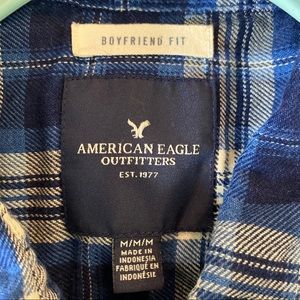 BOYFRIEND FIT
AMERICAN EAGLE
OUTFITTERS
EST. 1977
M/M/M
MADE IN
INDONESIA
FABRIQUÉ EN
INDONÉSIE